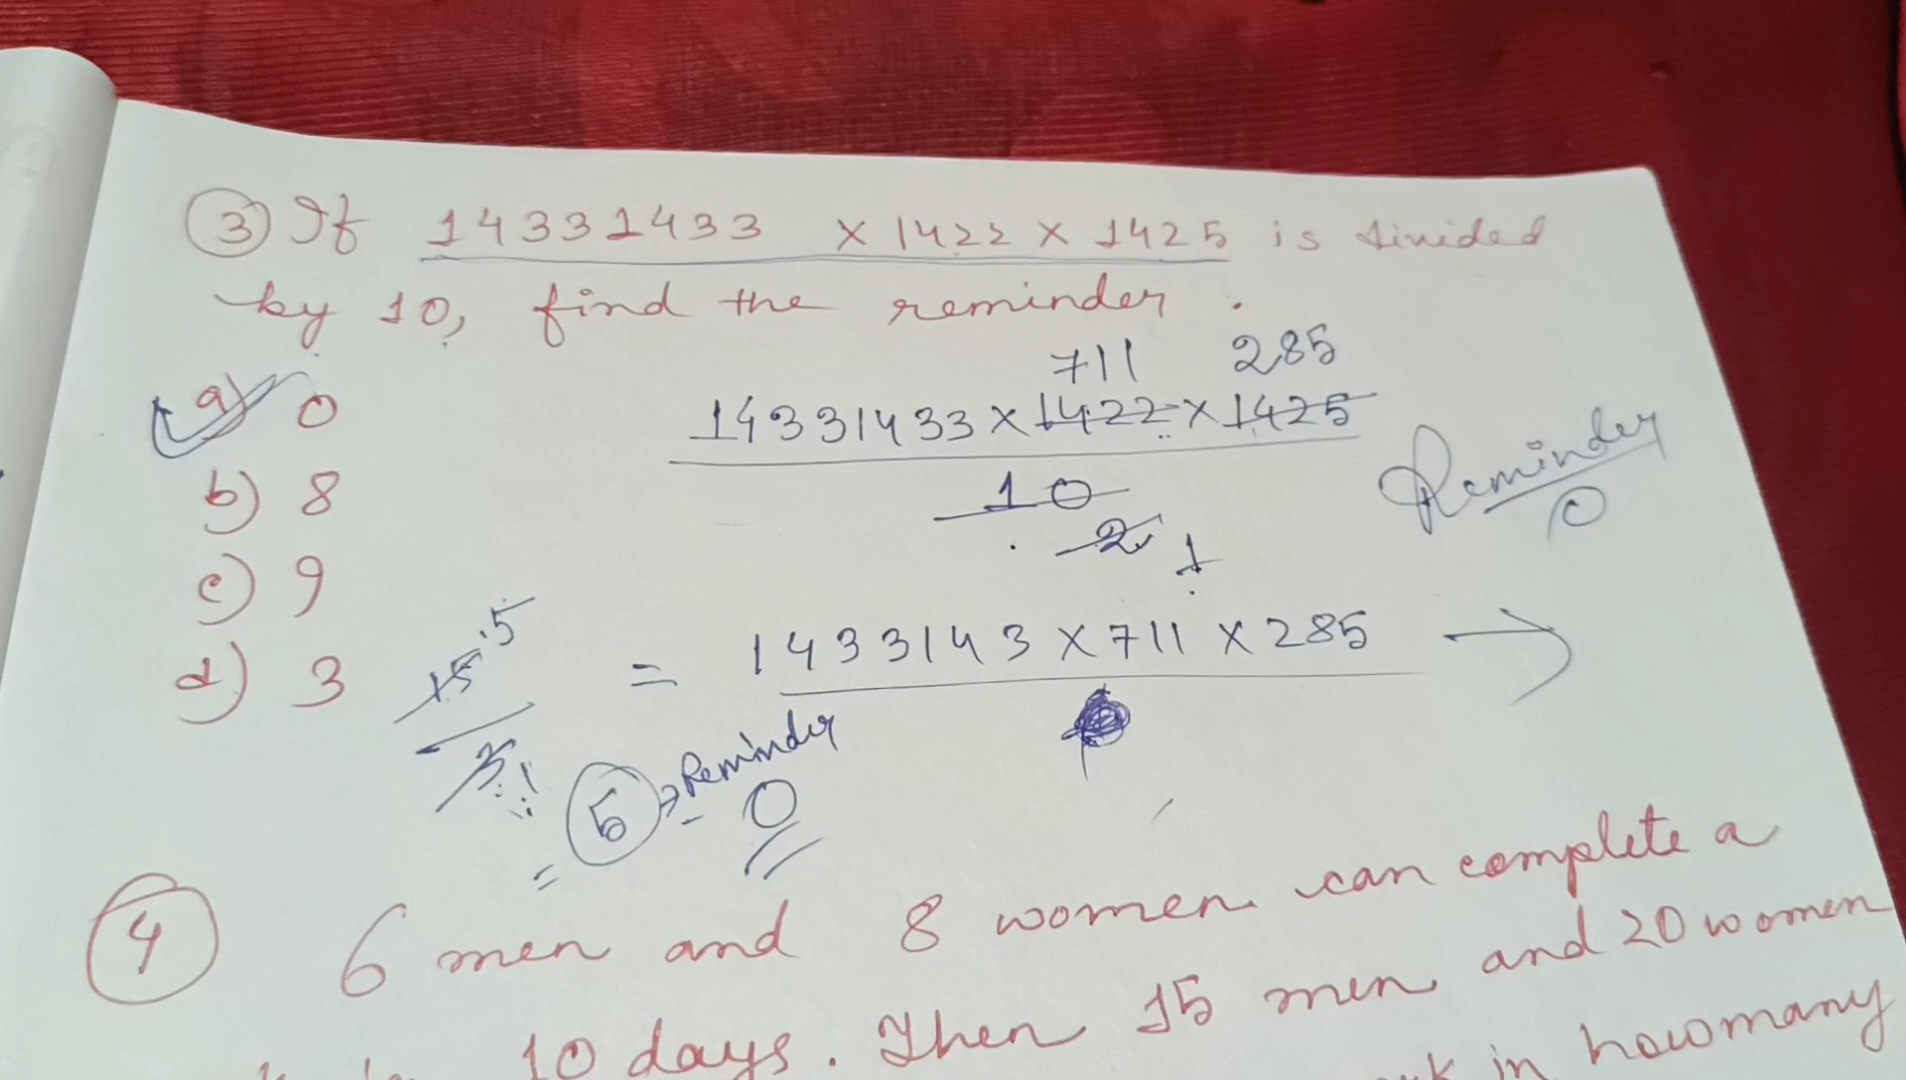 ③ If 14331433 × 1422 × 1425 is divided
by 10, find the reminder.
a) 0
b) 8
c) 9
d) 3
711 285
14331433 × 1422 × 1425
10
2 1
Reminder
0
= 1433143 × 711 × 285 →
15 5
3 1
= 5 → Reminder
0
④ 6 men and 8 women can complete a
10 days. Then 15 men and 20 women
in howmany